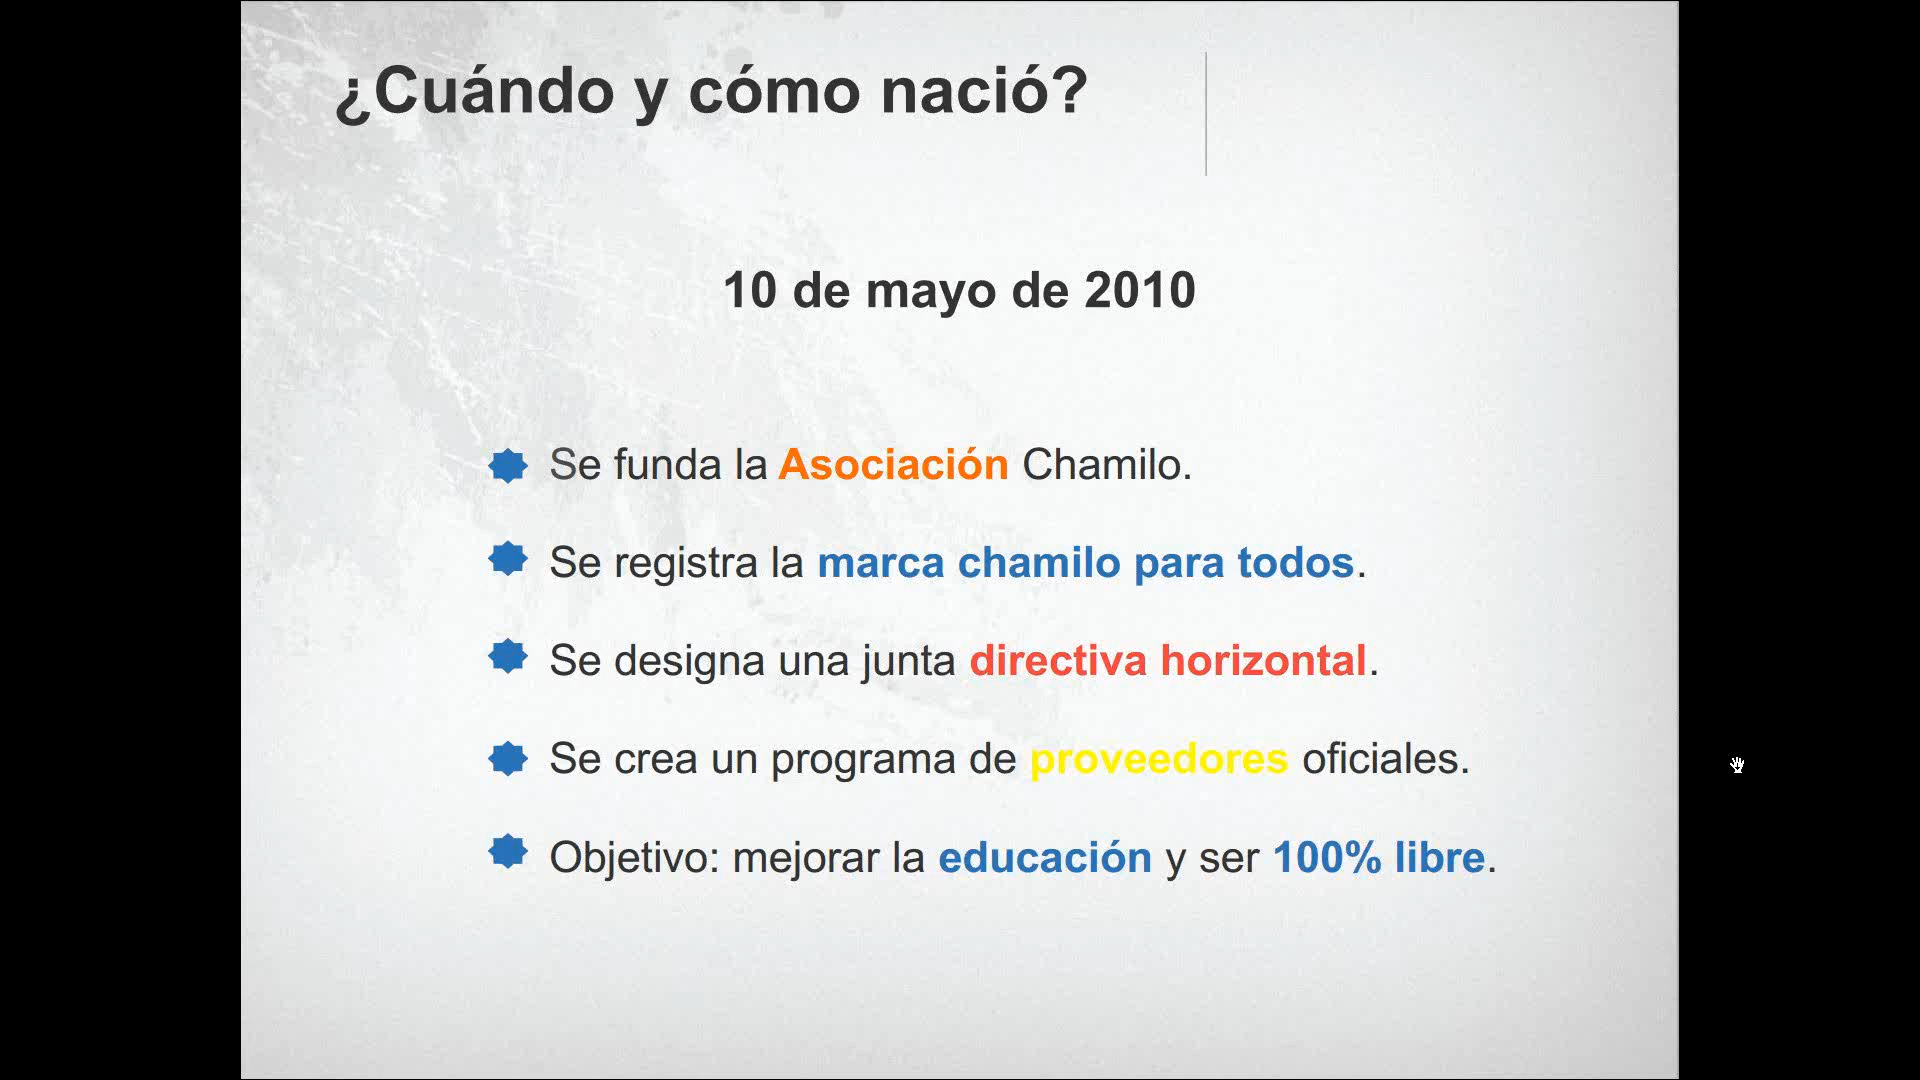 ¿Cuándo y cómo nació?
10 de mayo de 2010
Se funda la Asociación Chamilo.
Se registra la marca chamilo para todos.
Se designa una junta directiva horizontal.
Se crea un programa de proveedores oficiales.
Objetivo: mejorar la educación y ser 100% libre.